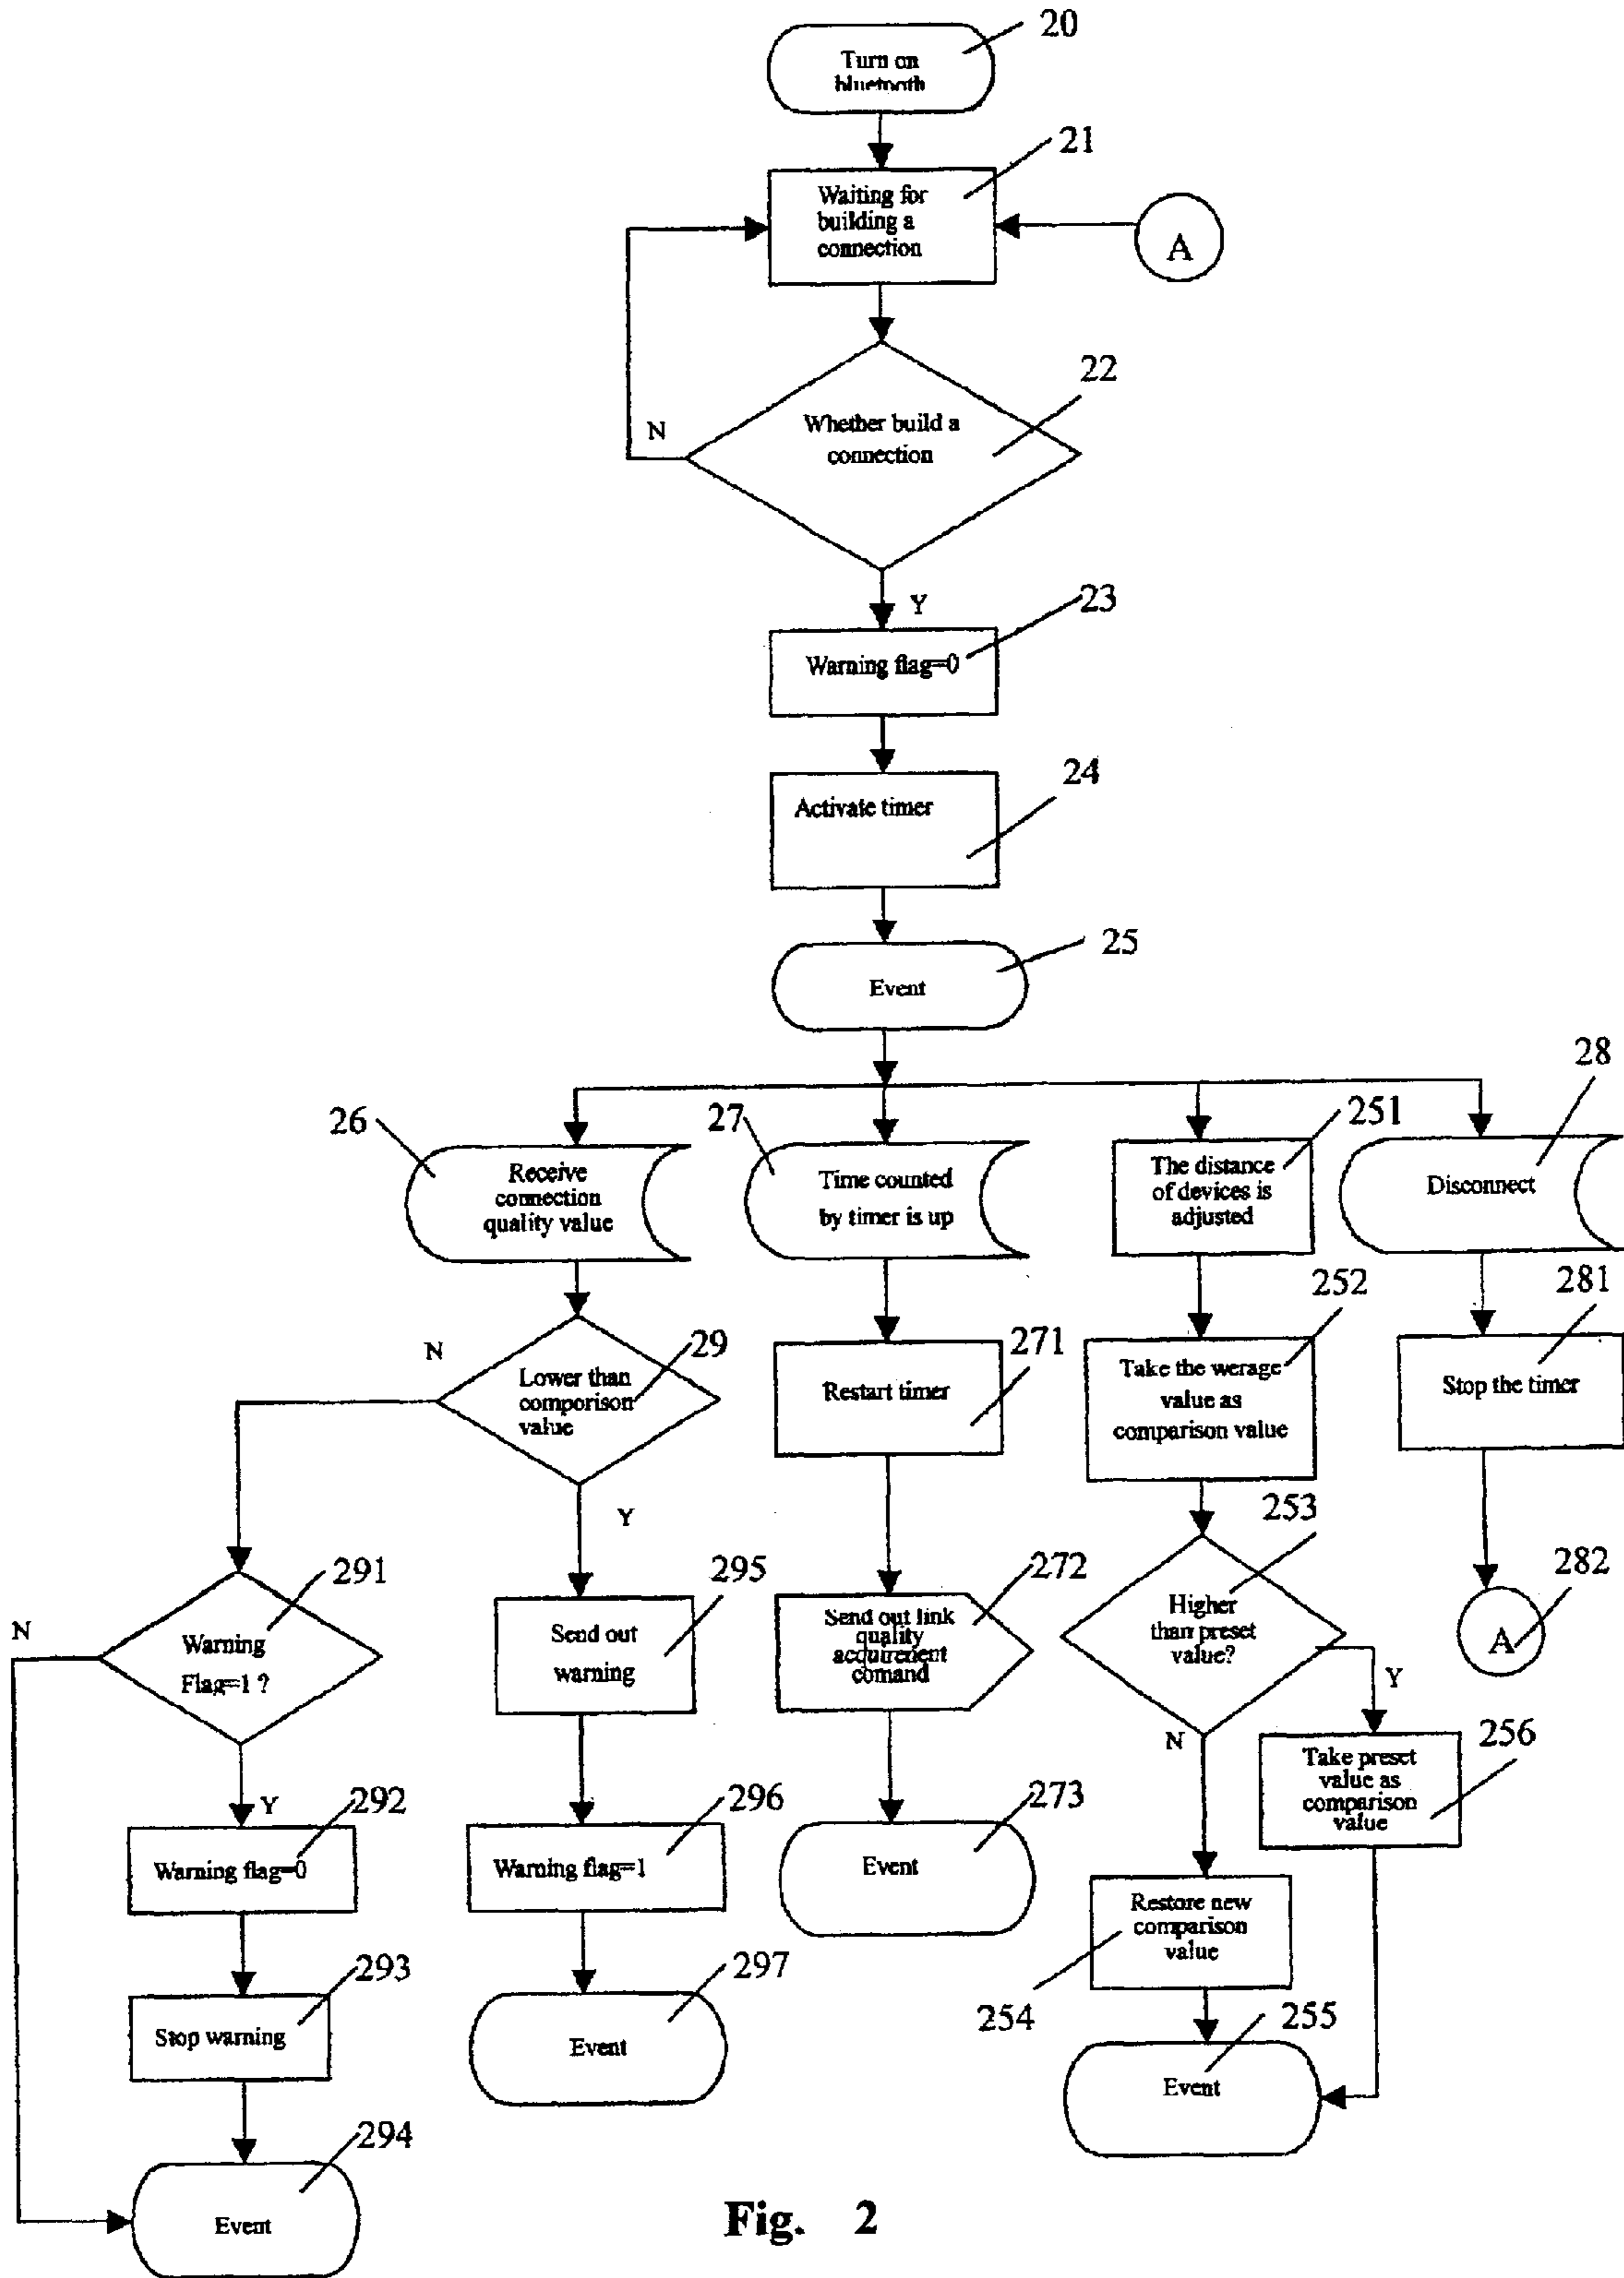 20
Turn on
bluetooth
21
Waiting for
building a
connection
A
22
Whether build a
connection
N
Y
23
Warning flag=0
24
Activate timer
25
Event
26
Receive
connection
quality value
27
Time counted
by timer is up
251
The distance
of devices is
adjusted
28
Disconnect
29
Lower than
comporison
value
N
Y
271
Restart timer
252
Take the werage
value as
comparison value
281
Stop the timer
291
Warning
Flag=1 ?
N
Y
295
Send out
warning
272
Send out link
quality
acquirement
comand
253
Higher
than preset
value?
Y
N
282
A
256
Take preset
value as
comparison
value
292
Warning flag=0
296
Warning flag=1
273
Event
254
Restore new
comparison
value
293
Stop warning
297
Event
255
Event
294
Event
Fig. 2